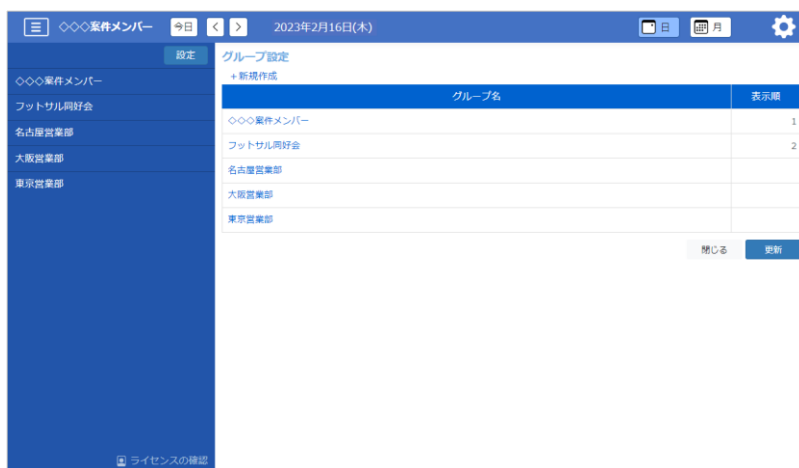 ◇◇◇案件メンバー 今日 < > 2023年2月16日(木) 日 月
設定
◇◇◇案件メンバー
フットサル同好会
名古屋営業部
大阪営業部
東京営業部
ライセンスの確認
グループ設定
+新規作成
グループ名 表示順
◇◇◇案件メンバー 1
フットサル同好会 2
名古屋営業部
大阪営業部
東京営業部
閉じる 更新